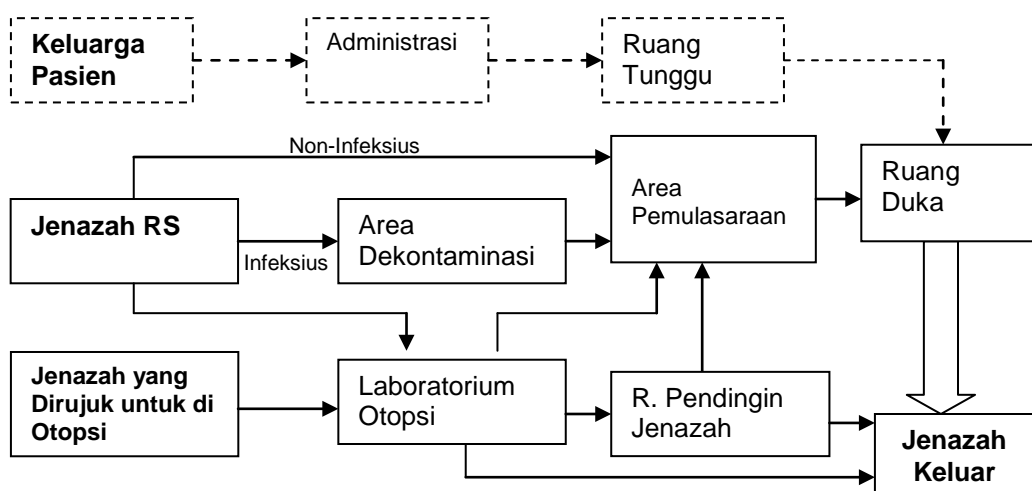 Keluarga
Pasien
Administrasi
Ruang
Tunggu
Non-Infeksius
Area
Pemulasaraan
Ruang
Duka
Jenazah RS
Infeksius
Area
Dekontaminasi
Jenazah yang
Dirujuk untuk di
Otopsi
Laboratorium
Otopsi
R. Pendingin
Jenazah
Jenazah
Keluar